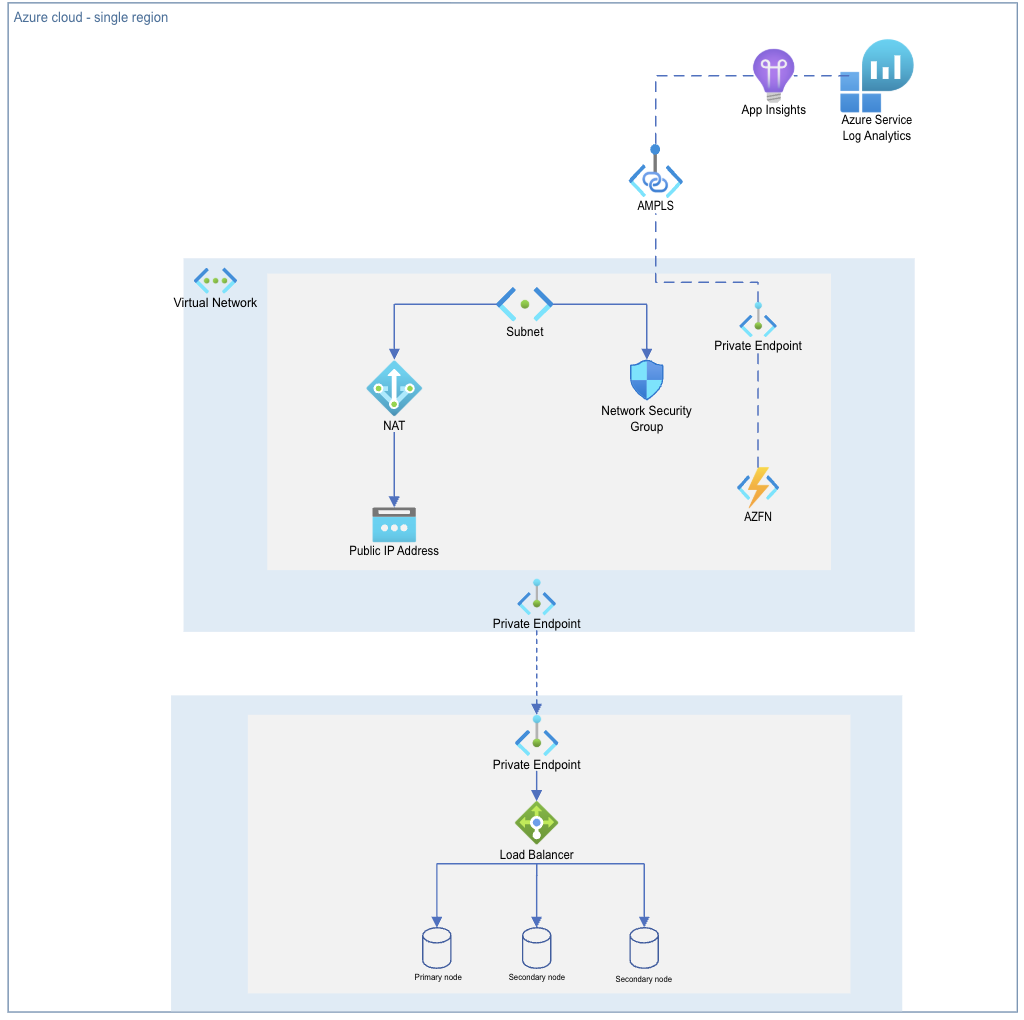 Azure cloud - single region
App Insights
Azure Service
Log Analytics
AMPLS
Virtual Network
Subnet
Private Endpoint
NAT
Network Security
Group
AZFN
Public IP Address
Private Endpoint
Private Endpoint
Load Balancer
Primary node
Secondary node
Secondary node